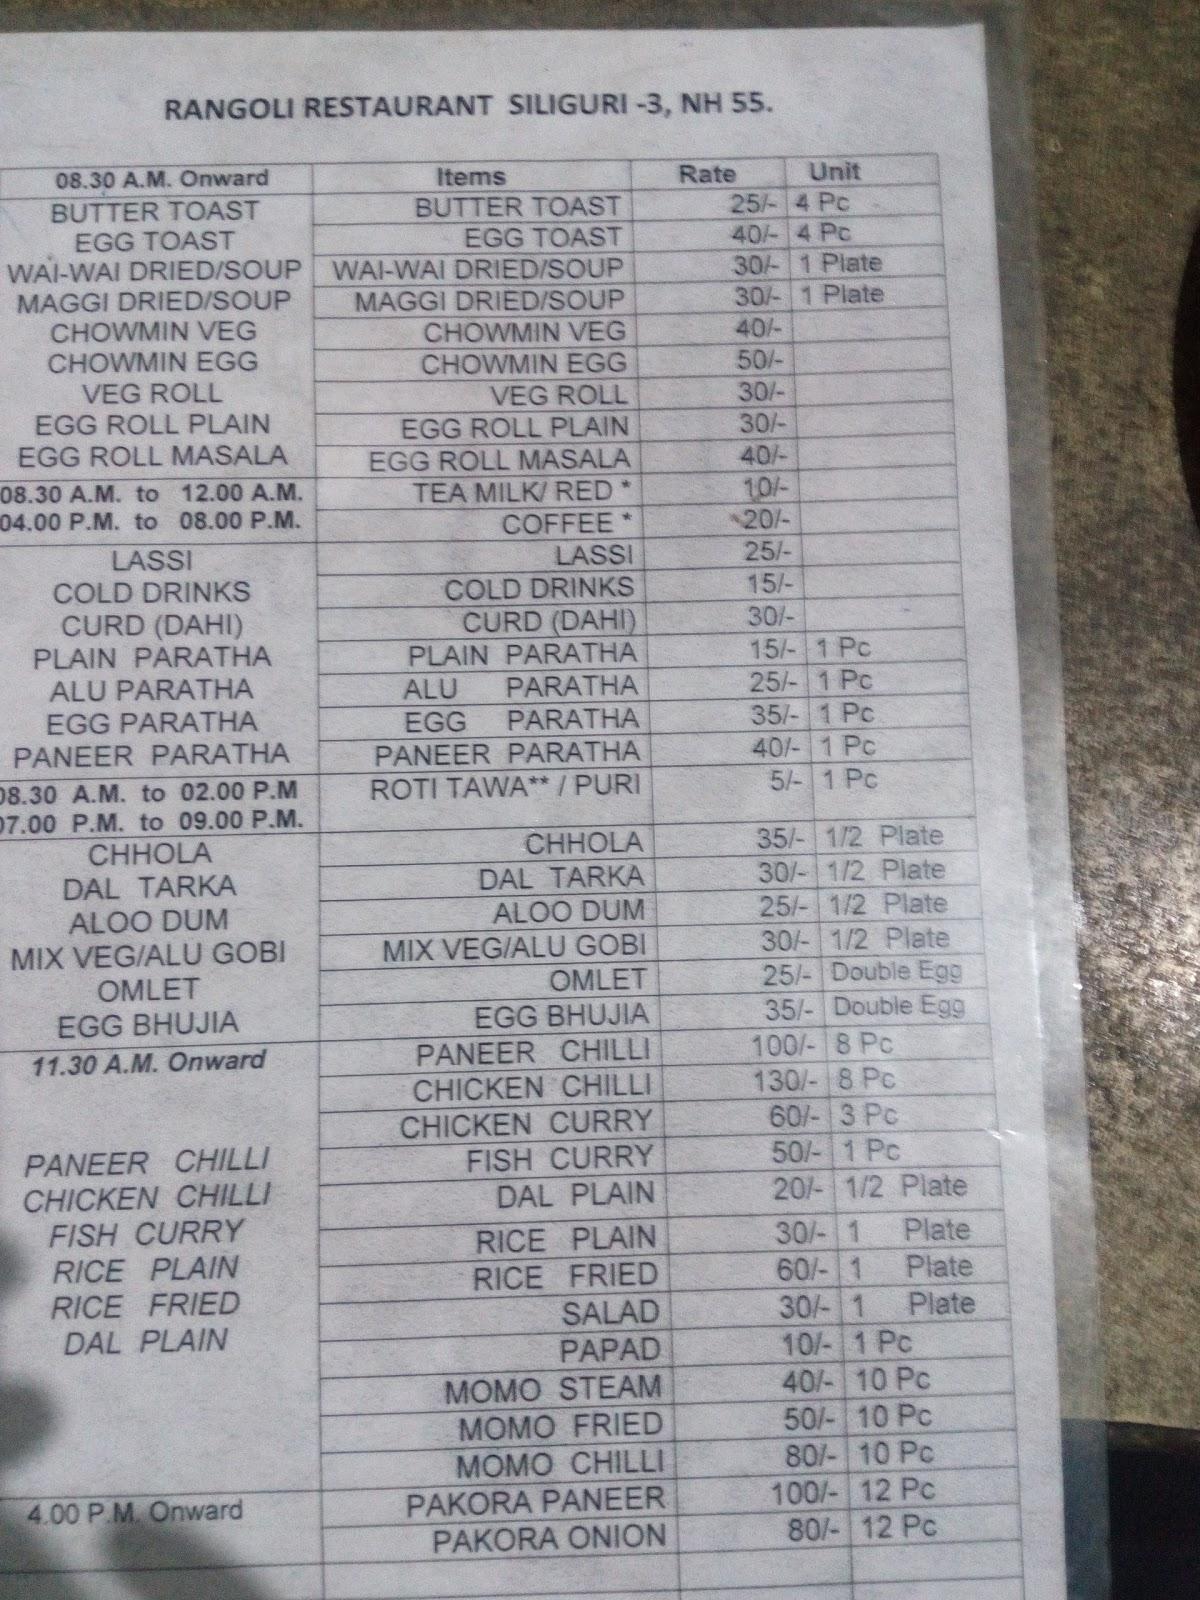 RANGOLI RESTAURANT SILIGURI -3, NH 55.
08.30 A.M. Onward Items Rate Unit
BUTTER TOAST BUTTER TOAST 25/- 4 Pc
EGG TOAST EGG TOAST 40/- 4 Pc
WAI-WAI DRIED/SOUP WAI-WAI DRIED/SOUP 30/- 1 Plate
MAGGI DRIED/SOUP MAGGI DRIED/SOUP 30/- 1 Plate
CHOWMIN VEG CHOWMIN VEG 40/-
CHOWMIN EGG CHOWMIN EGG 50/-
VEG ROLL VEG ROLL 30/-
EGG ROLL PLAIN EGG ROLL PLAIN 30/-
EGG ROLL MASALA EGG ROLL MASALA 40/-
08.30 A.M. to 12.00 A.M. TEA MILK/ RED * 10/-
04.00 P.M. to 08.00 P.M. COFFEE * 20/-
LASSI LASSI 25/-
COLD DRINKS COLD DRINKS 15/-
CURD (DAHI) CURD (DAHI) 30/-
PLAIN PARATHA PLAIN PARATHA 15/- 1 Pc
ALU PARATHA ALU PARATHA 25/- 1 Pc
EGG PARATHA EGG PARATHA 35/- 1 Pc
PANEER PARATHA PANEER PARATHA 40/- 1 Pc
08.30 A.M. to 02.00 P.M ROTI TAWA** / PURI 5/- 1 Pc
07.00 P.M. to 09.00 P.M.
CHHOLA CHHOLA 35/- 1/2 Plate
DAL TARKA DAL TARKA 30/- 1/2 Plate
ALOO DUM ALOO DUM 25/- 1/2 Plate
MIX VEG/ALU GOBI MIX VEG/ALU GOBI 30/- 1/2 Plate
OMLET OMLET 25/- Double Egg
EGG BHUJIA EGG BHUJIA 35/- Double Egg
11.30 A.M. Onward PANEER CHILLI 100/- 8 Pc
CHICKEN CHILLI 130/- 8 Pc
CHICKEN CURRY 60/- 3 Pc
PANEER CHILLI FISH CURRY 50/- 1 Pc
CHICKEN CHILLI DAL PLAIN 20/- 1/2 Plate
FISH CURRY RICE PLAIN 30/- 1 Plate
RICE PLAIN RICE FRIED 60/- 1 Plate
RICE FRIED SALAD 30/- 1 Plate
DAL PLAIN PAPAD 10/- 1 Pc
MOMO STEAM 40/- 10 Pc
MOMO FRIED 50/- 10 Pc
MOMO CHILLI 80/- 10 Pc
4.00 P.M. Onward PAKORA PANEER 100/- 12 Pc
PAKORA ONION 80/- 12 Pc